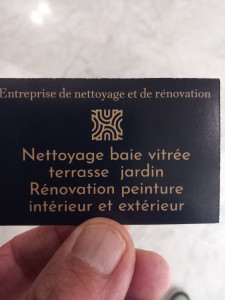 Entreprise de nettoyage et de rénovation
Nettoyage baie vitrée
terrasse jardin
Rénovation peinture
intérieur et extérieur